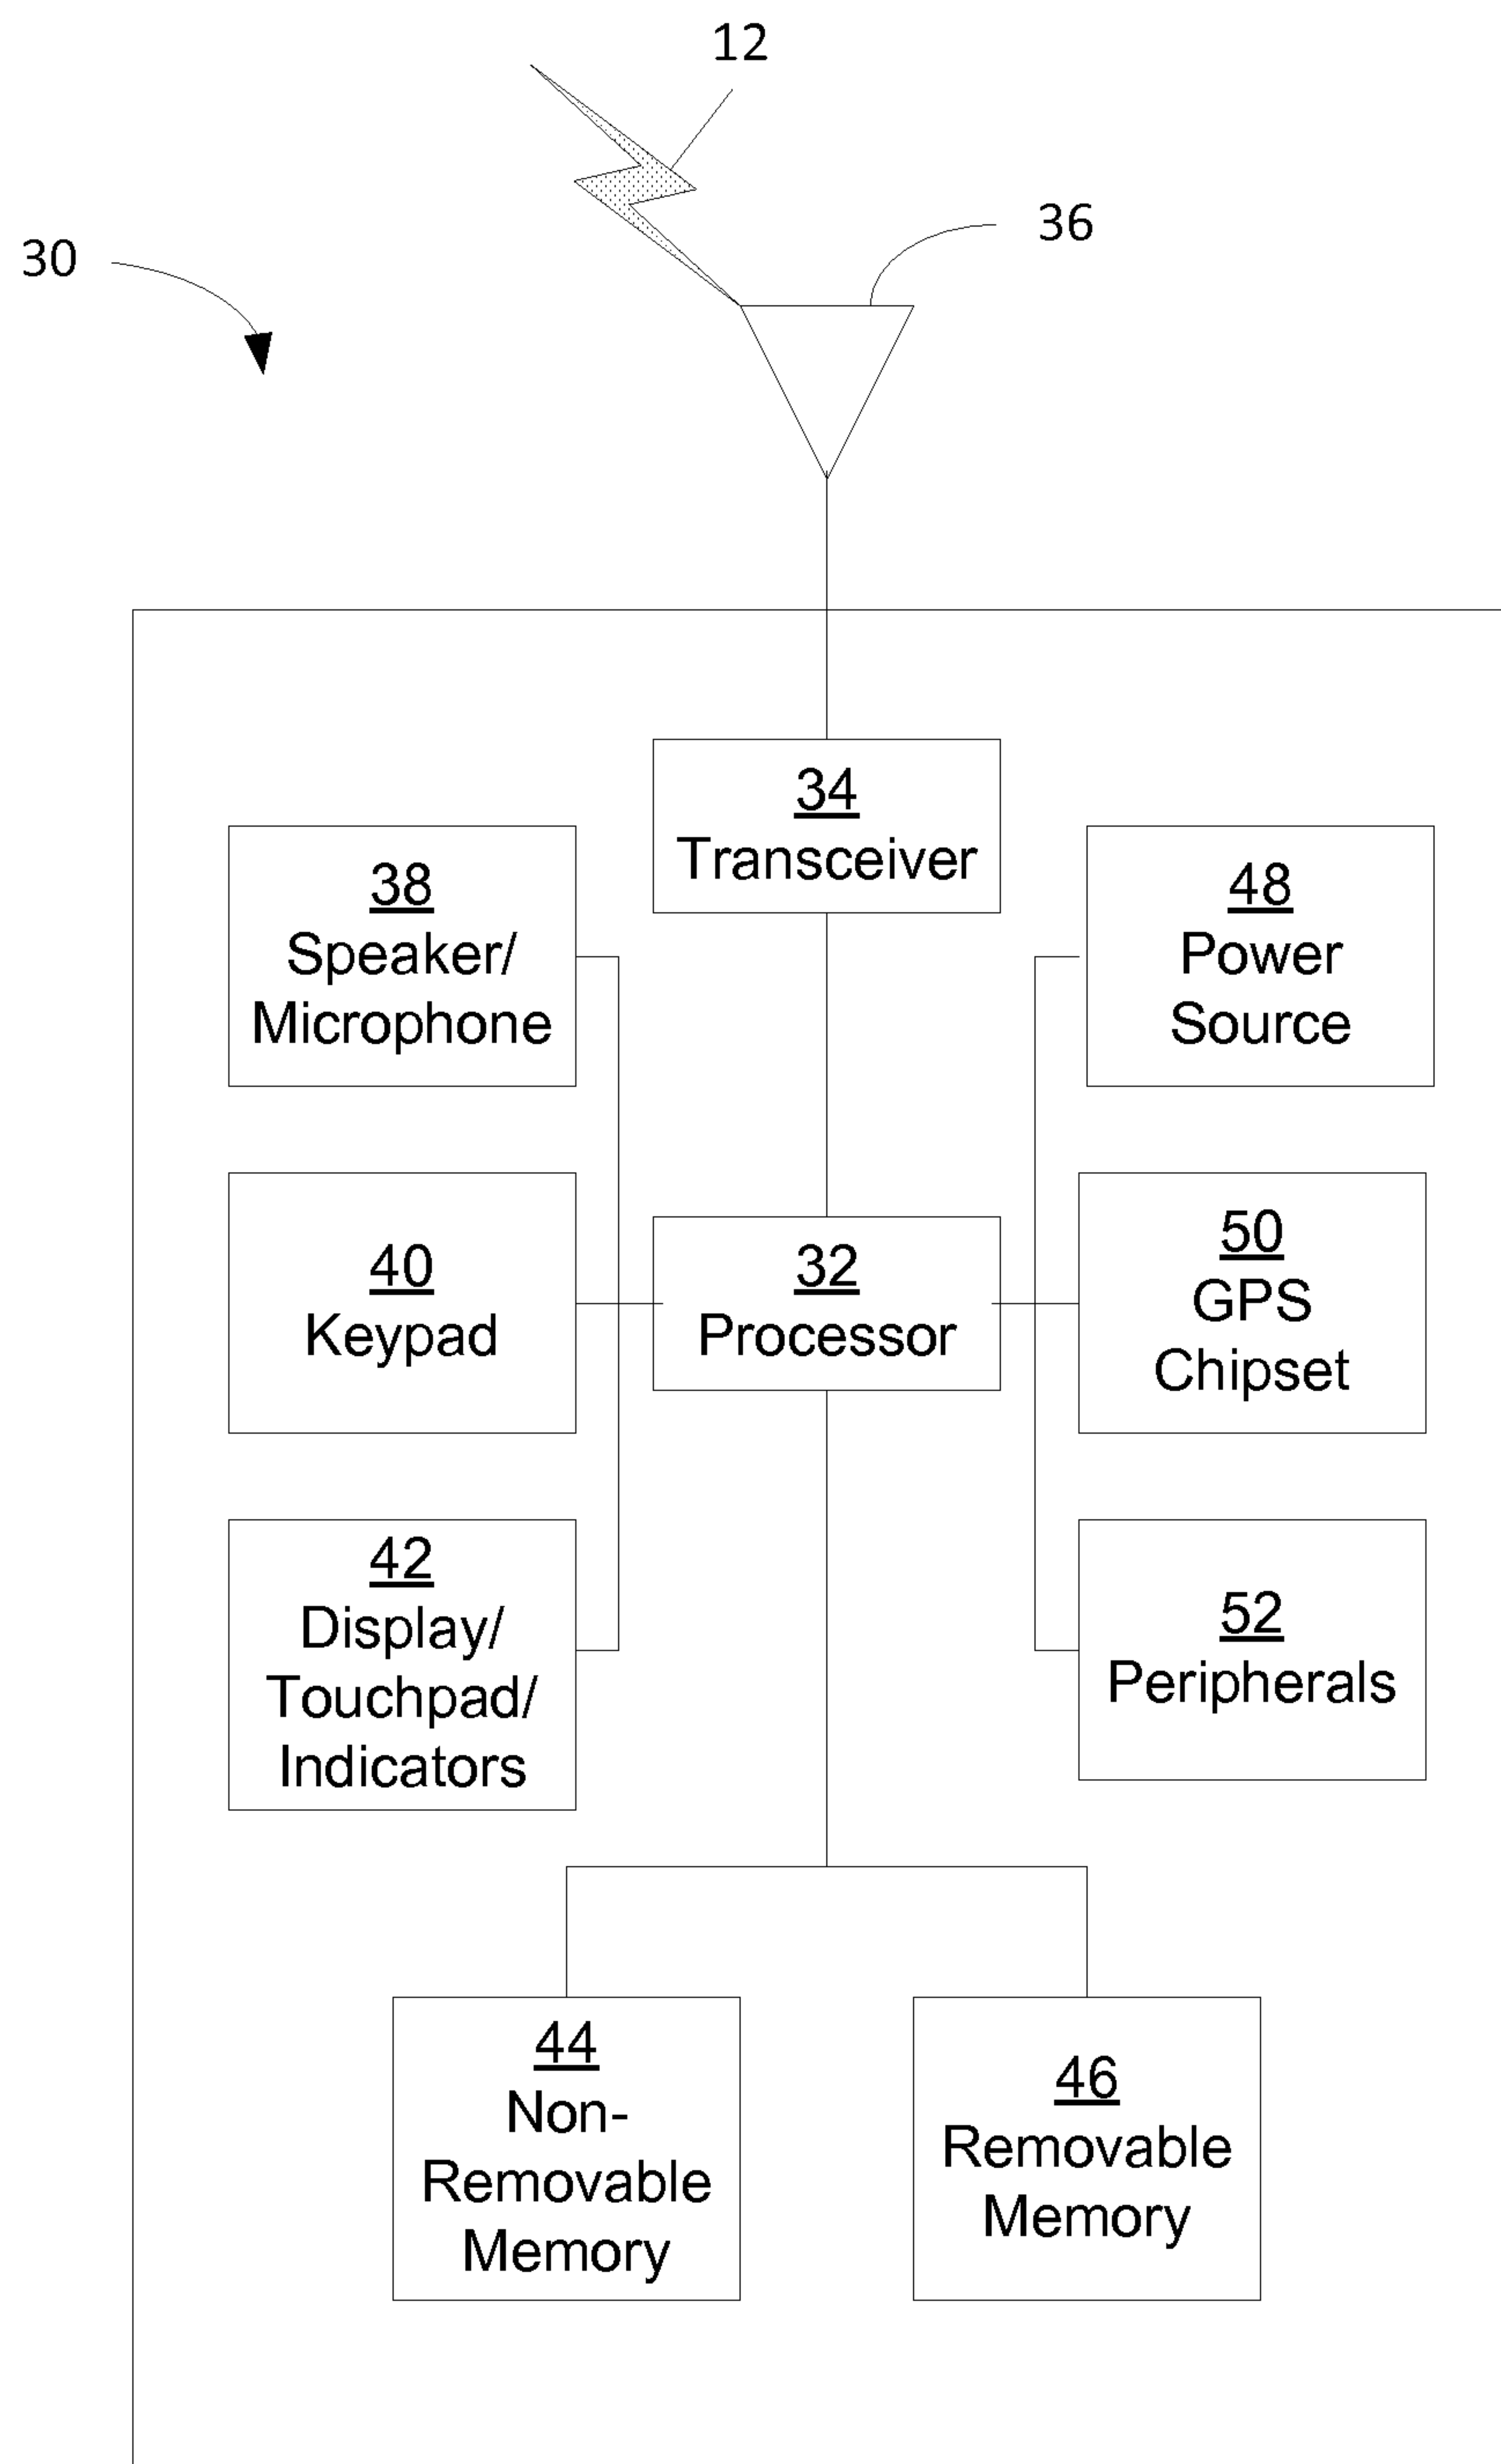 12
36
30
34
Transceiver
38
Speaker/
Microphone
48
Power
Source
40
Keypad
32
Processor
50
GPS
Chipset
42
Display/
Touchpad/
Indicators
52
Peripherals
44
Non-
Removable
Memory
46
Removable
Memory